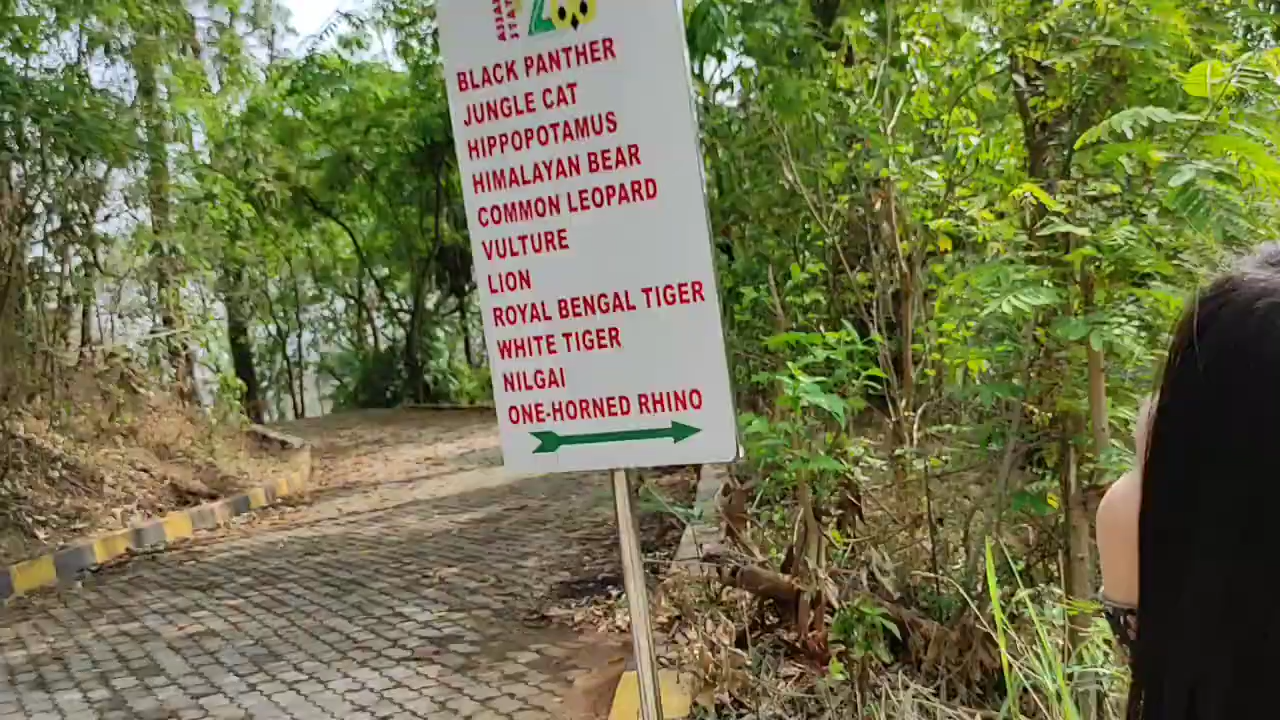 BLACK PANTHER
JUNGLE CAT
HIPPOPOTAMUS
HIMALAYAN BEAR
COMMON LEOPARD
VULTURE
LION
ROYAL BENGAL TIGER
WHITE TIGER
NILGAI
ONE-HORNED RHINO